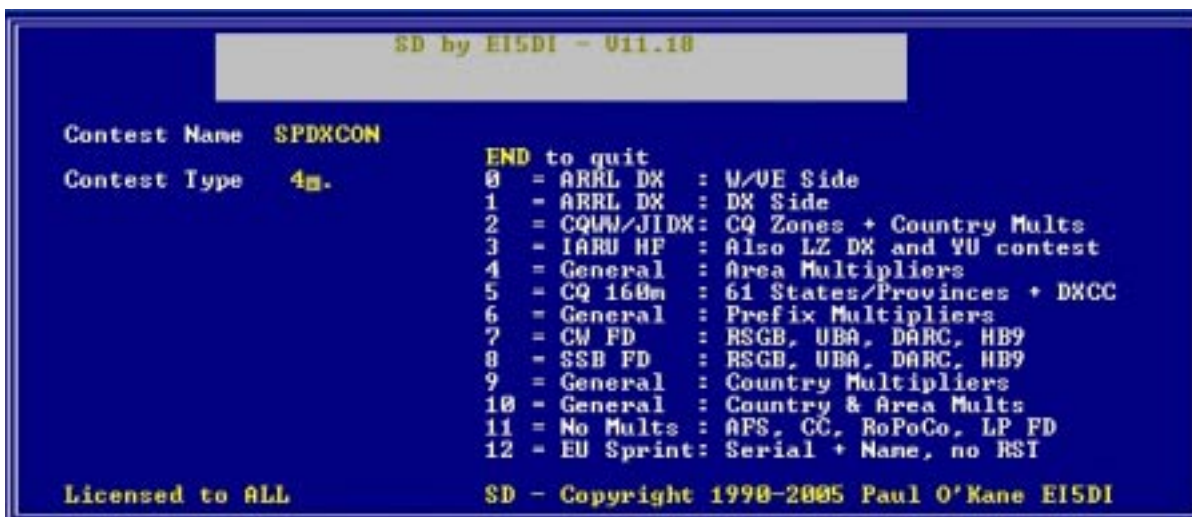 SD by EI5DI - V11.18
Contest Name SPDXCON
Contest Type 4 .
END to quit
0 = ARRL DX : W/VE Side
1 = ARRL DX : DX Side
2 = CQWW/JIDX: CQ Zones + Country Mults
3 = IARU HF : Also LZ DX and YU contest
4 = General : Area Multipliers
5 = CQ 160m : 61 States/Provinces + DXCC
6 = General : Prefix Multipliers
7 = CW FD : RSGB, UBA, DARC, HB9
8 = SSB FD : RSGB, UBA, DARC, HB9
9 = General : Country Multipliers
10 = General : Country & Area Mults
11 = No Mults : AFS, CC, RoPoCo, LP FD
12 = EU Sprint: Serial + Name, no RST
Licensed to ALL
SD - Copyright 1990-2005 Paul O'Kane EI5DI